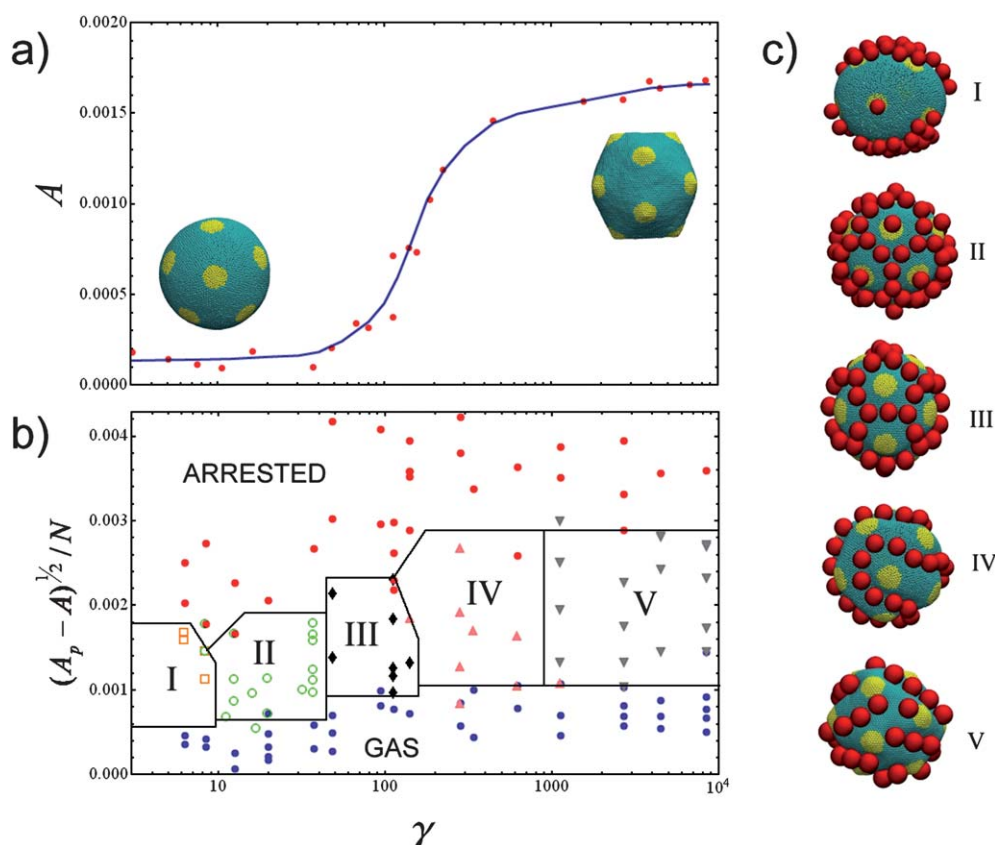 a)
A
0.0020
0.0015
0.0010
0.0005
0.0000
b)
(A_p − A)^{1/2} / N
0.004
0.003
0.002
0.001
0.000
ARRESTED
I
II
III
IV
V
GAS
10
100
1000
10^4
γ
c)
I
II
III
IV
V